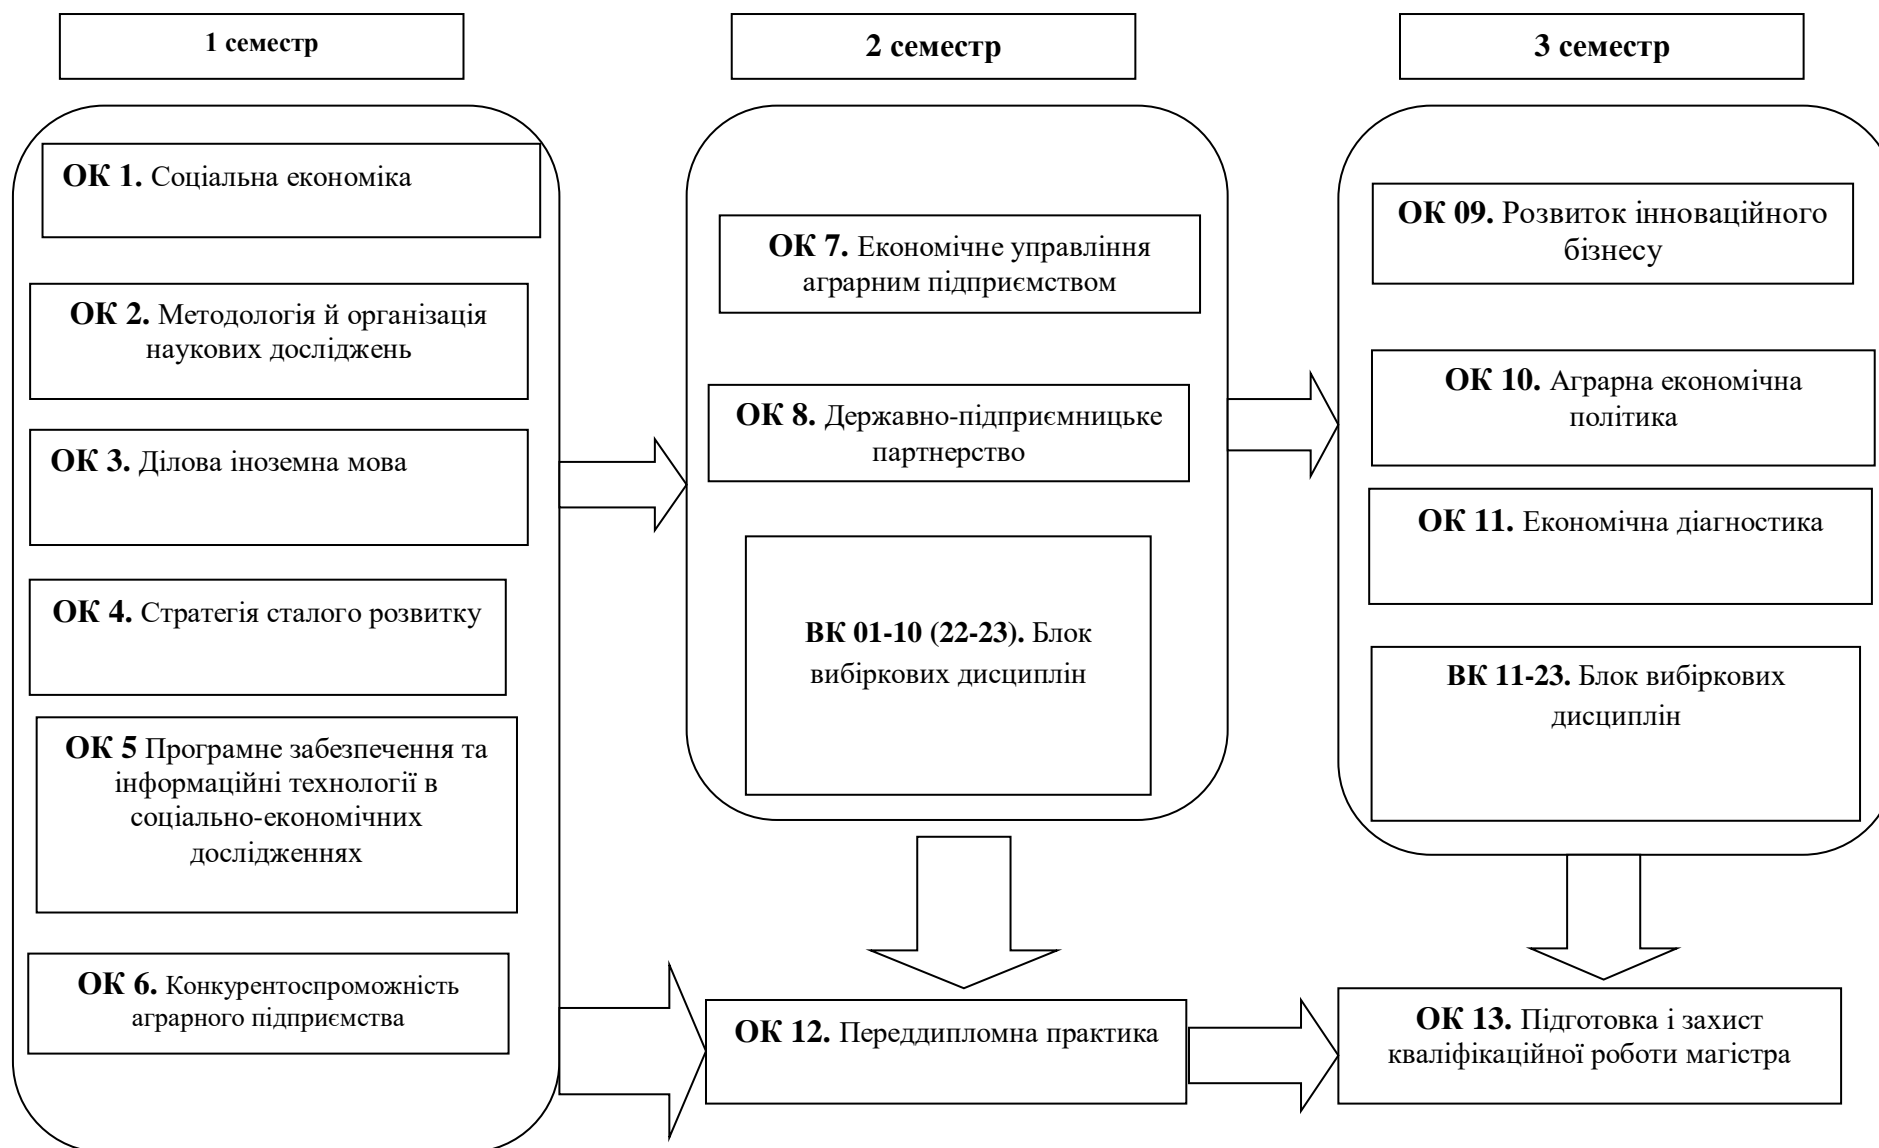 1 семестр
2 семестр
3 семестр
ОК 1. Соціальна економіка
ОК 2. Методологія й організація
наукових досліджень
ОК 3. Ділова іноземна мова
ОК 4. Стратегія сталого розвитку
ОК 5 Програмне забезпечення та
інформаційні технології в
соціально-економічних
дослідженнях
ОК 6. Конкурентоспроможність
аграрного підприємства
ОК 7. Економічне управління
аграрним підприємством
ОК 8. Державно-підприємницьке
партнерство
ВК 01-10 (22-23). Блок
вибіркових дисциплін
ОК 12. Переддипломна практика
ОК 09. Розвиток інноваційного
бізнесу
ОК 10. Аграрна економічна
політика
ОК 11. Економічна діагностика
ВК 11-23. Блок вибіркових
дисциплін
ОК 13. Підготовка і захист
кваліфікаційної роботи магістра